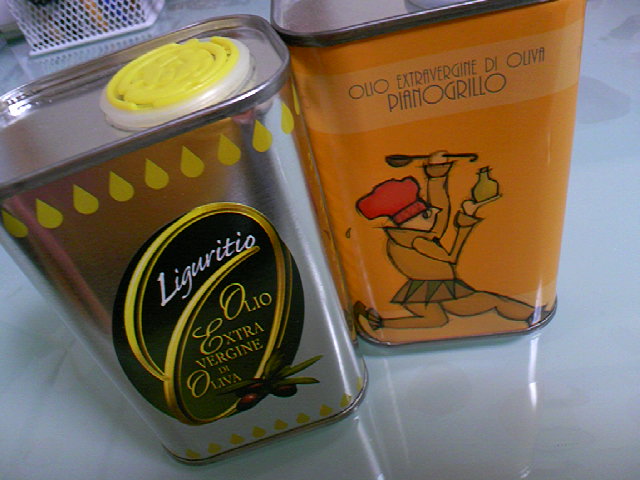 Liguritio
OLIO
EXTRA
VERGINE
DI
OLIVA
OLIO EXTRAVERGINE DI OLIVA
PIANOGRILLO